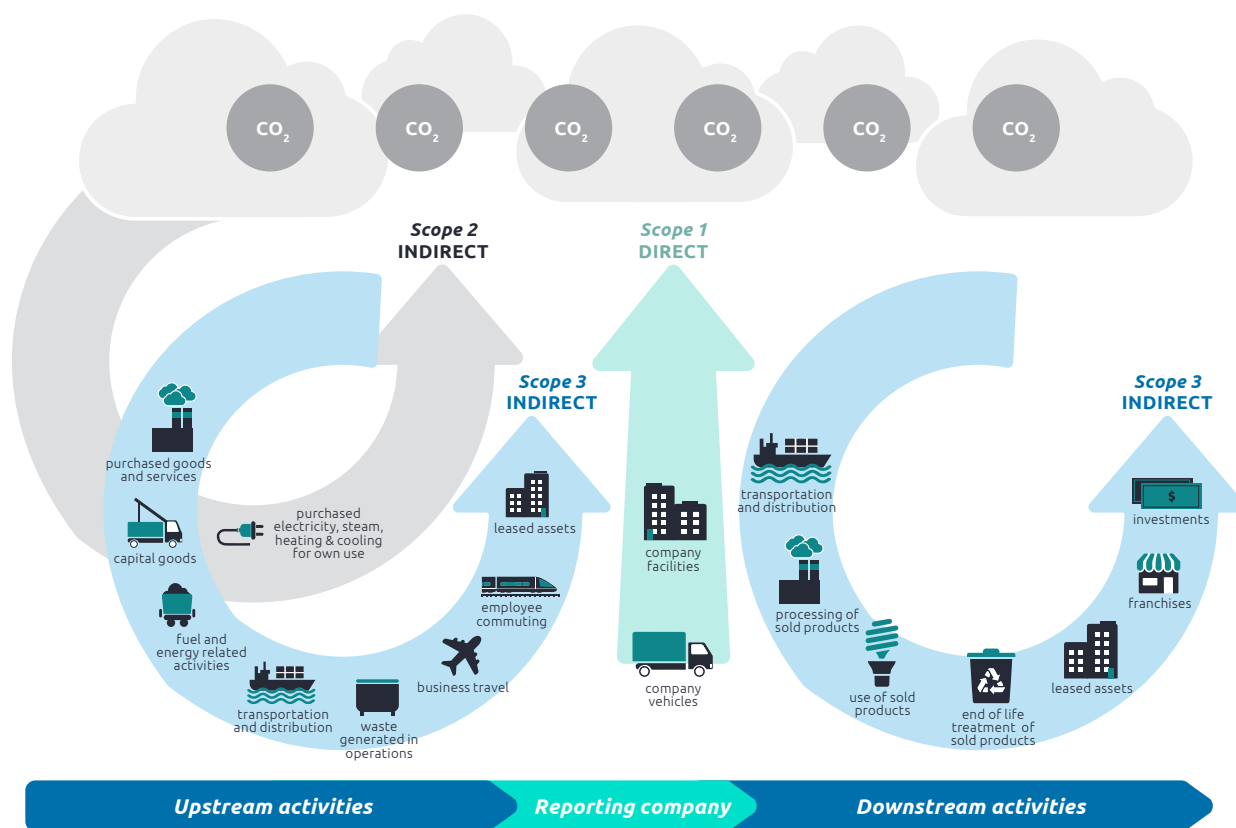 CO2
CO2
CO2
CO2
CO2
CO2
Scope 2
INDIRECT
Scope 1
DIRECT
Scope 3
INDIRECT
Scope 3
INDIRECT
purchased goods
and services
capital goods
fuel and
energy related
activities
transportation
and distribution
waste
generated in
operations
business travel
employee
commuting
leased assets
purchased
electricity, steam,
heating & cooling
for own use
company
facilities
company
vehicles
transportation
and distribution
processing of
sold products
use of sold
products
end of life
treatment of
sold products
leased assets
franchises
$
investments
Upstream activities
Reporting company
Downstream activities